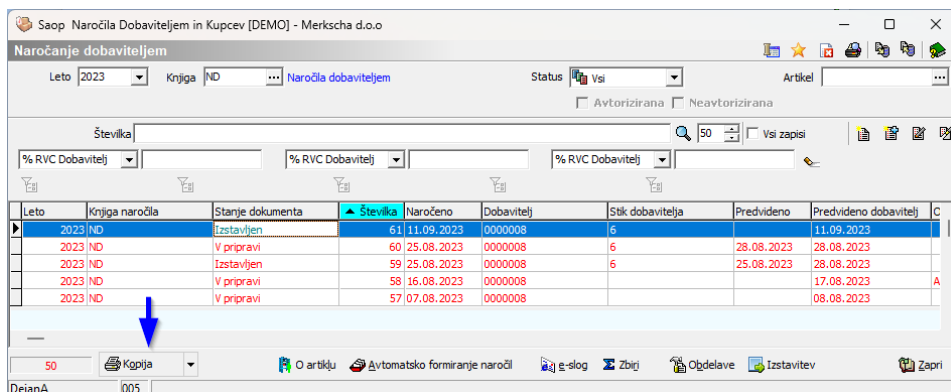 Saop Naročila Dobaviteljem in Kupcev [DEMO] - Merkscha d.o.o
Naročanje dobaviteljem
Leto 2023 Knjiga ND ... Naročila dobaviteljem Status Vsi Artikel ...
Avtorizirana Neavtorizirana
Številka 50 Vsi zapisi
% RVC Dobavitelj % RVC Dobavitelj % RVC Dobavitelj
Leto Knjiga naročila Stanje dokumenta Številka Naročeno Dobavitelj Stik dobavitelja Predvideno Predvideno dobavitelj
2023 ND Izstavljen 61 11.09.2023 0000008 6 11.09.2023
2023 ND V pripravi 60 25.08.2023 0000008 6 28.08.2023 28.08.2023
2023 ND Izstavljen 59 25.08.2023 0000008 6 25.08.2023 28.08.2023
2023 ND V pripravi 58 16.08.2023 0000008 17.08.2023 A
2023 ND V pripravi 57 07.08.2023 0000008 08.08.2023
50 Kopija O artiklu Avtomatsko formiranje naročil e-slog Zbiri Obdelave Izstavitev Zapri
DejanA 005